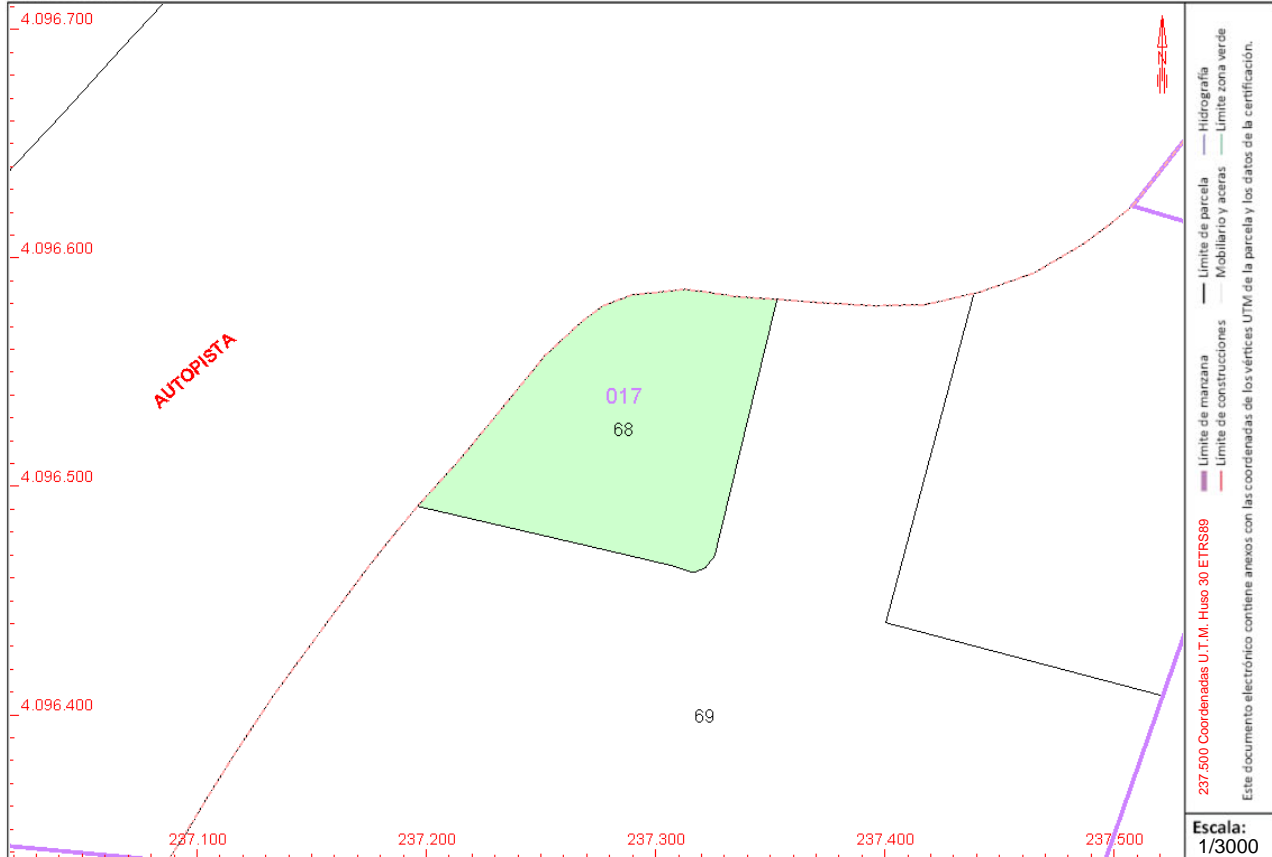 4.096.700
4.096.600
AUTOPISTA
017
68
4.096.500
4.096.400
69
237.100
237.200
237.300
237.400
237.500
N
Límite de manzana
Límite de parcela
Hidrografía
Límite de construcciones
Mobiliario y aceras
Límite zona verde
237.500 Coordenadas U.T.M. Huso 30 ETRS89
Este documento electrónico contiene anexos con las coordenadas de los vértices UTM de la parcela y los datos de la certificación.
Escala:
1/3000